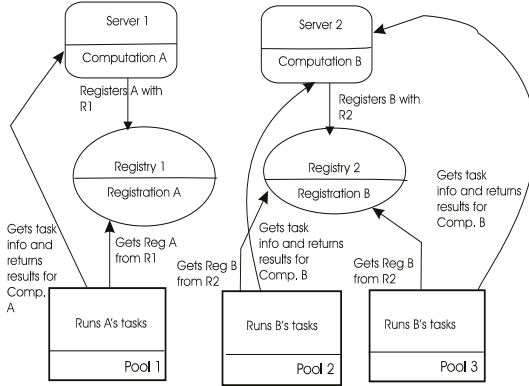 Server 1
Computation A
Server 2
Computation B
Registers A with
R1
Registers B with
R2
Registry 1
Registration A
Registry 2
Registration B
Gets task
info and
returns
results for
Comp.
A
Gets Reg A
from R1
Gets Reg B
from R2
Gets task
info and
returns
results for
Comp. B
Gets Reg B
from R2
Gets task
info and returns
results for
Comp. B
Runs A's tasks
Pool 1
Runs B's tasks
Pool 2
Runs B's tasks
Pool 3